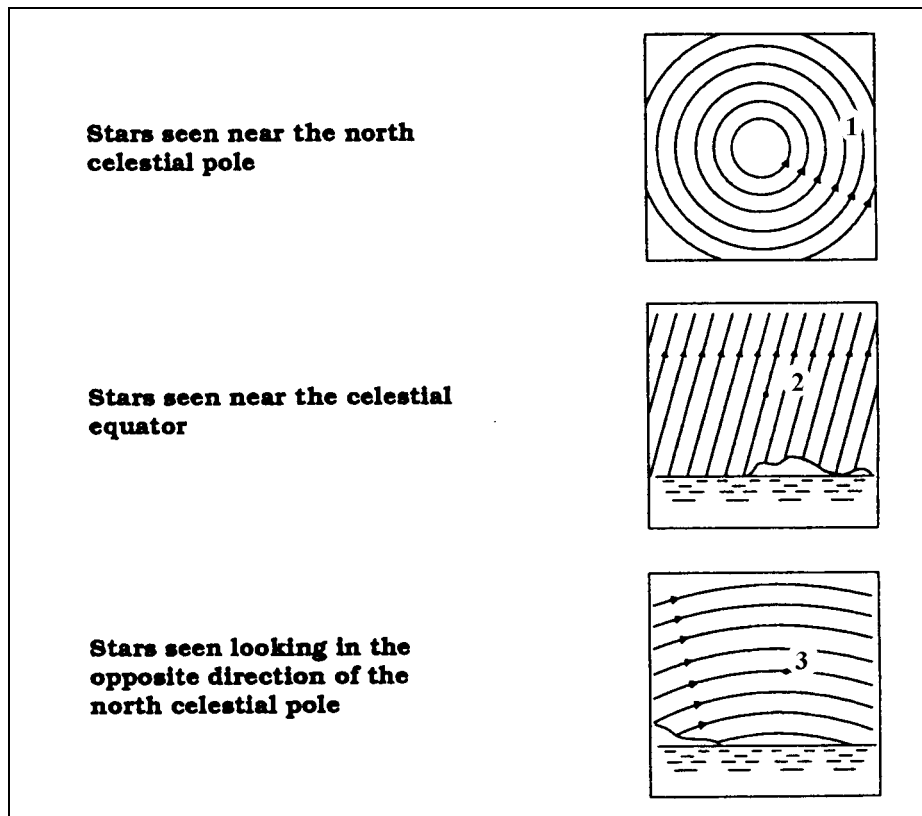 Stars seen near the north
celestial pole
1
Stars seen near the celestial
equator
2
Stars seen looking in the
opposite direction of the
north celestial pole
3